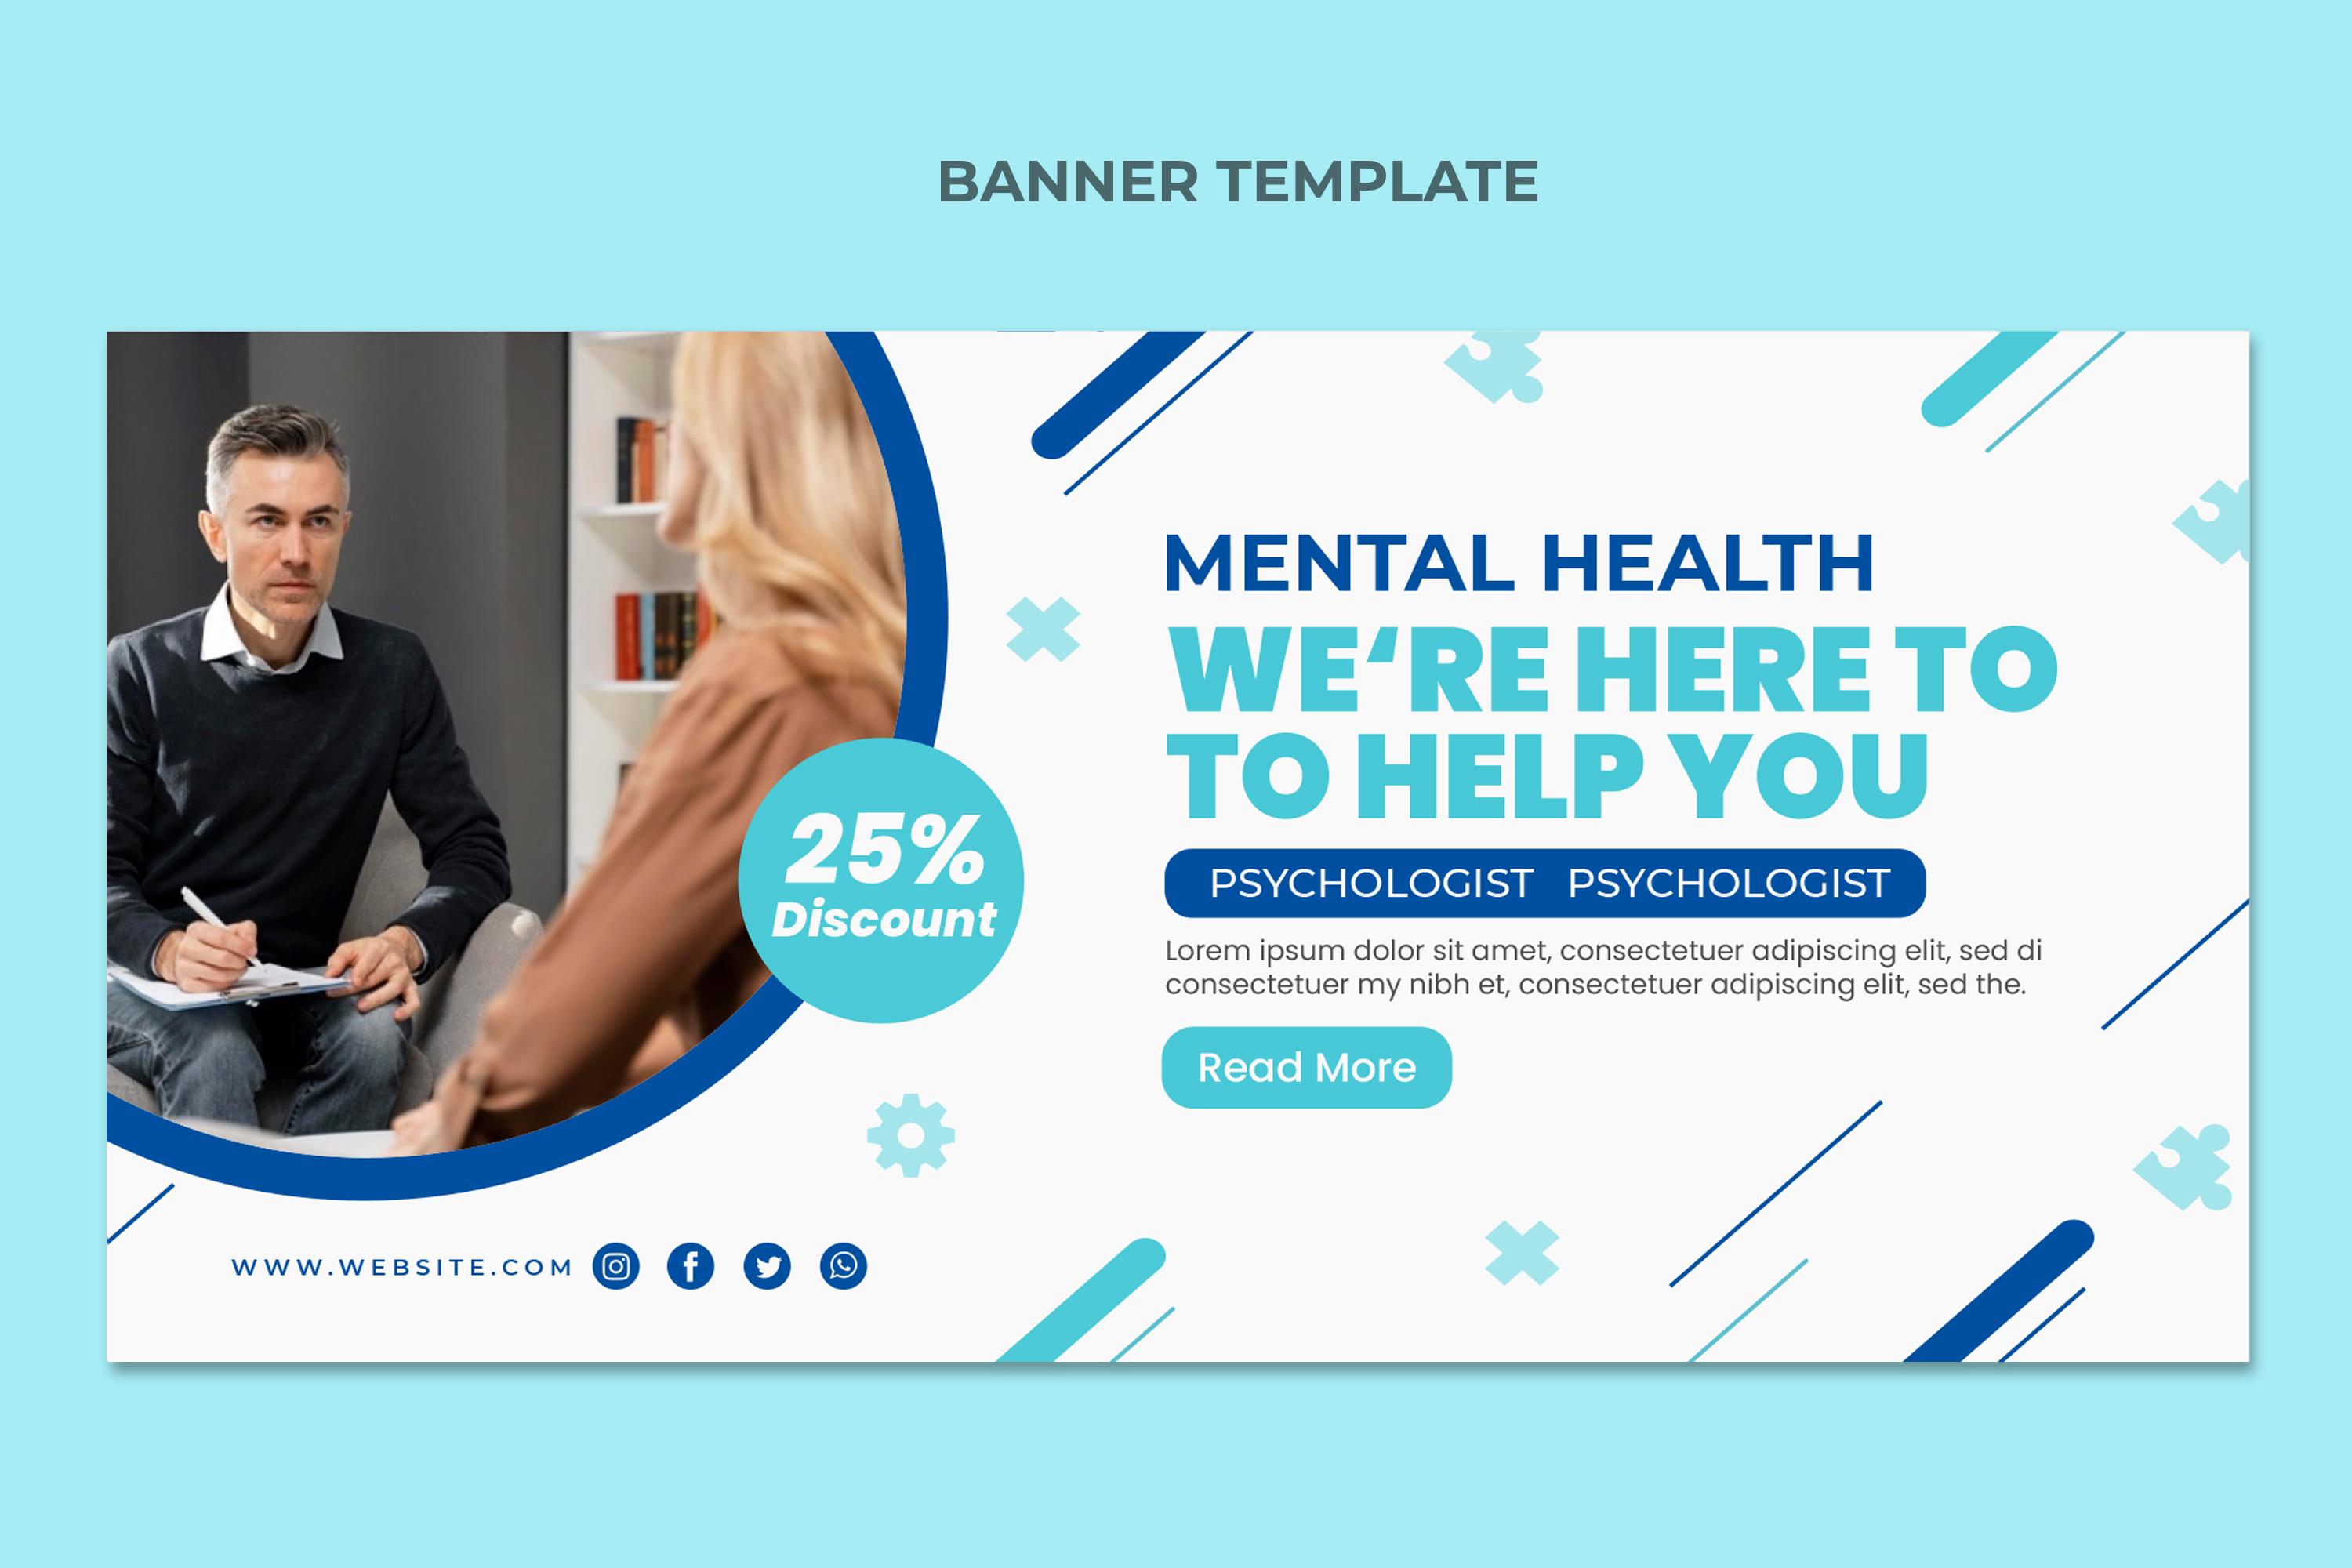 BANNER TEMPLATE
MENTAL HEALTH
WE‘RE HERE TO
TO HELP YOU
25%
Discount
PSYCHOLOGIST PSYCHOLOGIST
Lorem ipsum dolor sit amet, consectetuer adipiscing elit, sed di
consectetuer my nibh et, consectetuer adipiscing elit, sed the.
Read More
WWW.WEBSITE.COM